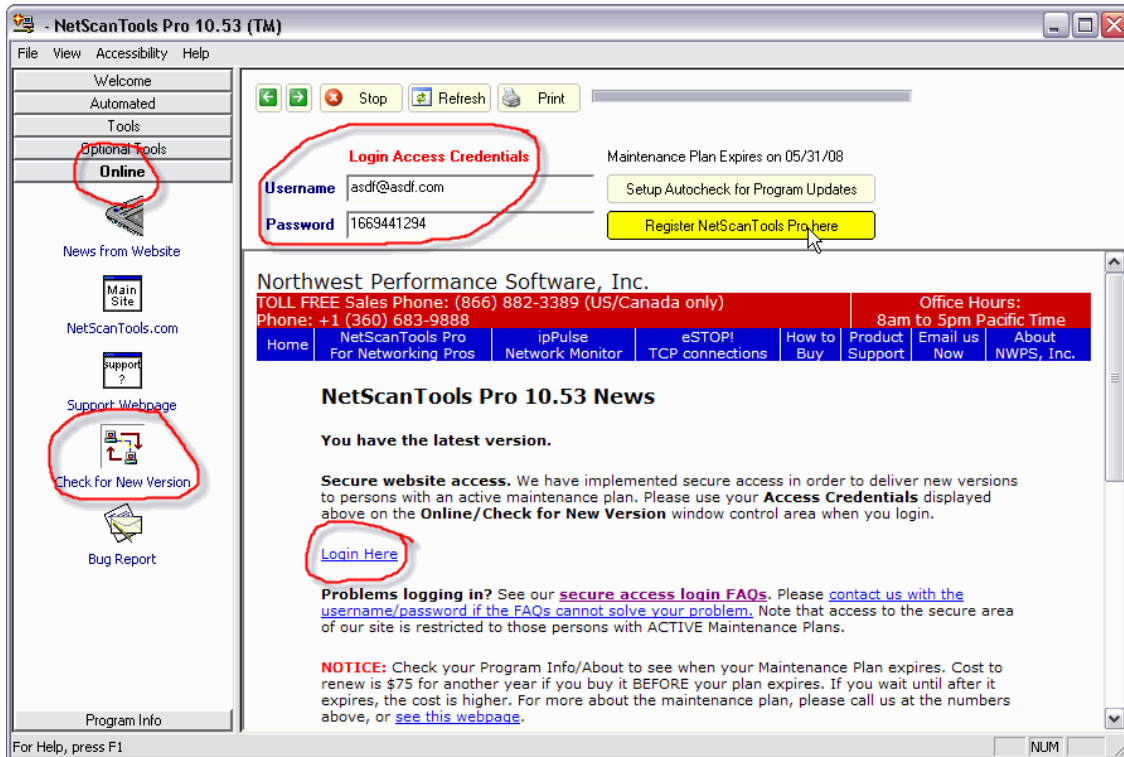 - NetScanTools Pro 10.53 (TM)
File View Accessibility Help
Welcome
Automated
Tools
Optional Tools
Online
News from Website
Main
Site
NetScanTools.com
support
?
Support Webpage
Check for New Version
Bug Report
Program Info
Stop Refresh Print
Login Access Credentials
Maintenance Plan Expires on 05/31/08
Username asdf@asdf.com
Setup Autocheck for Program Updates
Password 1669441294
Register NetScanTools Pro here
Northwest Performance Software, Inc.
TOLL FREE Sales Phone: (866) 882-3389 (US/Canada only)
Phone: +1 (360) 683-9888
Office Hours:
8am to 5pm Pacific Time
Home
NetScanTools Pro
For Networking Pros
ipPulse
Network Monitor
eSTOP!
TCP connections
How to
Buy
Product
Support
Email us
Now
About
NWPS, Inc.
NetScanTools Pro 10.53 News
You have the latest version.
Secure website access. We have implemented secure access in order to deliver new versions
to persons with an active maintenance plan. Please use your Access Credentials displayed
above on the Online/Check for New Version window control area when you login.
Login Here
Problems logging in? See our secure access login FAQs. Please contact us with the
username/password if the FAQs cannot solve your problem. Note that access to the secure area
of our site is restricted to those persons with ACTIVE Maintenance Plans.
NOTICE: Check your Program Info/About to see when your Maintenance Plan expires. Cost to
renew is $75 for another year if you buy it BEFORE your plan expires. If you wait until after it
expires, the cost is higher. For more about the maintenance plan, please call us at the numbers
above, or see this webpage.
For Help, press F1
NUM